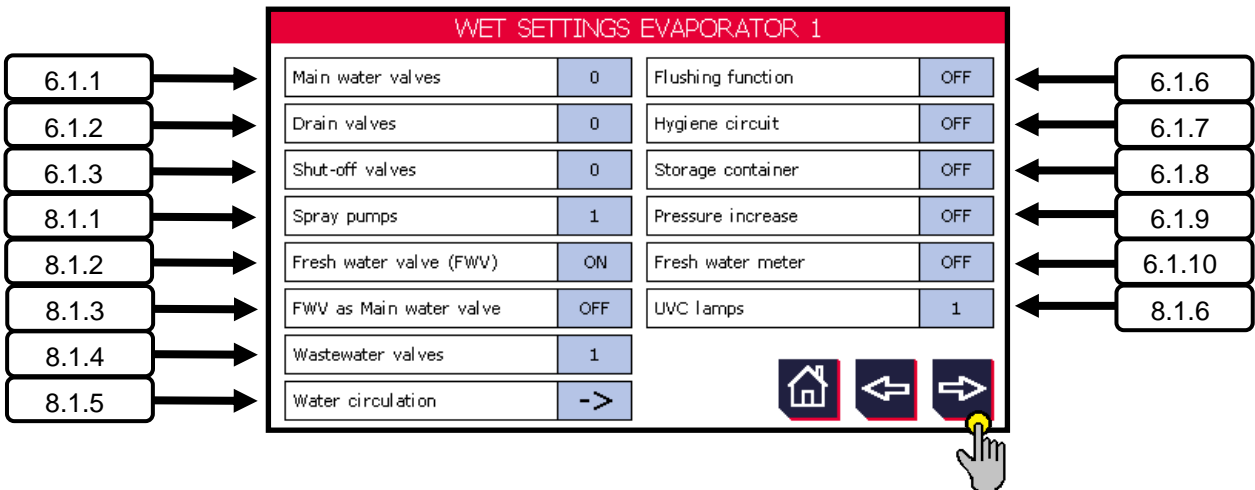 WET SETTINGS EVAPORATOR 1
6.1.1 Main water valves 0 Flushing function OFF 6.1.6
6.1.2 Drain valves 0 Hygiene circuit OFF 6.1.7
6.1.3 Shut-off valves 0 Storage container OFF 6.1.8
8.1.1 Spray pumps 1 Pressure increase OFF 6.1.9
8.1.2 Fresh water valve (FWV) ON Fresh water meter OFF 6.1.10
8.1.3 FWV as Main water valve OFF UVC lamps 1 8.1.6
8.1.4 Wastewater valves 1
8.1.5 Water circulation ->